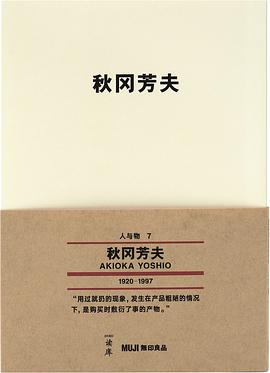 秋冈芳夫
人与物 7
秋冈芳夫
AKIOKA YOSHIO
1920-1997
“用过就扔的现象，发生在产品粗陋的情况
下，是购买时敷衍了事的产物。”
读库
MUJI 無印良品